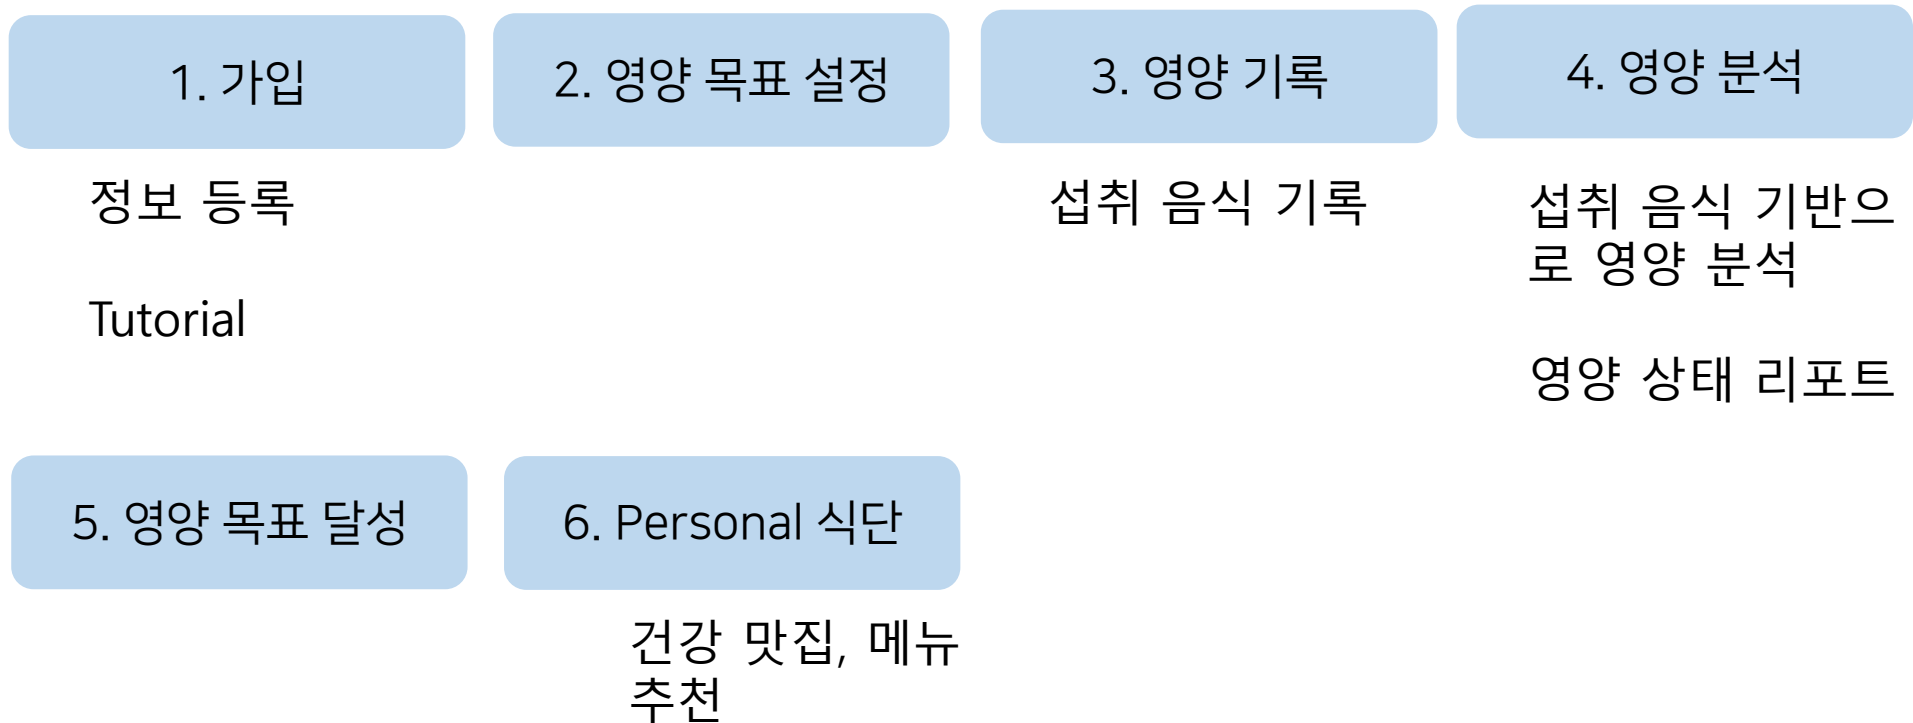 1. 가입
2. 영양 목표 설정
3. 영양 기록
4. 영양 분석
정보 등록
Tutorial
섭취 음식 기록
섭취 음식 기반으
로 영양 분석
영양 상태 리포트
5. 영양 목표 달성
6. Personal 식단
건강 맛집, 메뉴
추천